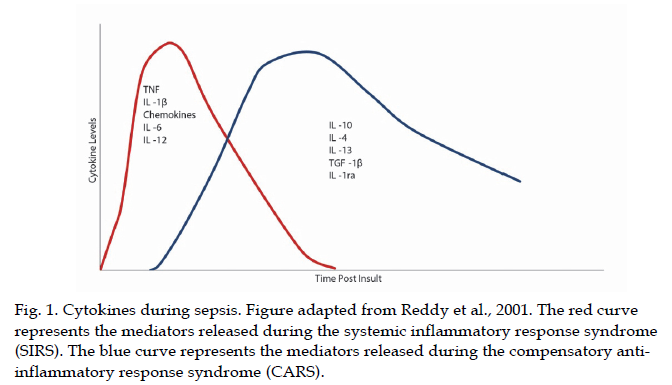 Cytokine Levels
TNF
IL -1β
Chemokines
IL -6
IL -12
IL -10
IL -4
IL -13
TGF -1β
IL -1ra
Time Post Insult
Fig. 1. Cytokines during sepsis. Figure adapted from Reddy et al., 2001. The red curve
represents the mediators released during the systemic inflammatory response syndrome
(SIRS). The blue curve represents the mediators released during the compensatory anti-
inflammatory response syndrome (CARS).